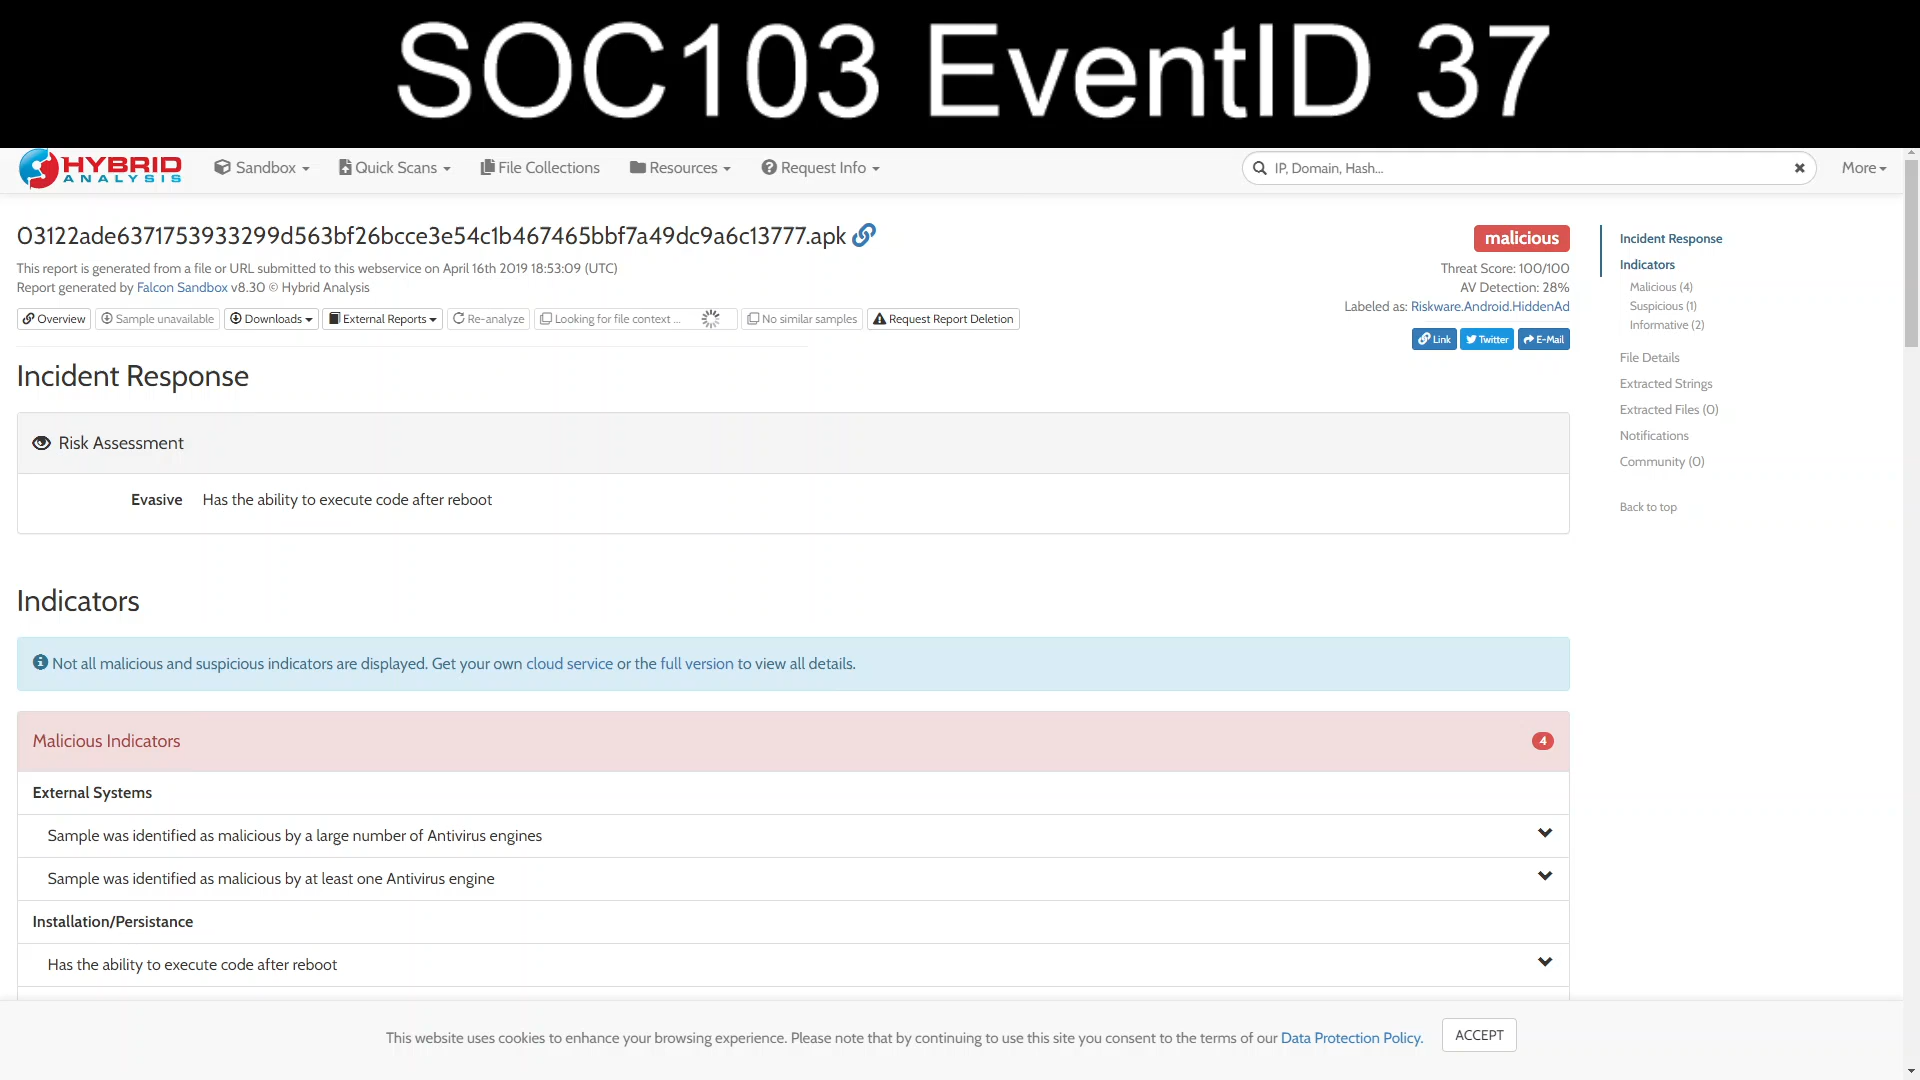 SOC103 EventID 37
HYBRID
ANALYSIS
Sandbox
Quick Scans
File Collections
Resources
Request Info
IP, Domain, Hash...
More
03122ade6371753933299d563bf26bcce3e54c1b467465bbf7a49dc9a6c13777.apk
malicious
This report is generated from a file or URL submitted to this webservice on April 16th 2019 18:53:09 (UTC)
Report generated by Falcon Sandbox v8.30 © Hybrid Analysis
Threat Score: 100/100
AV Detection: 28%
Labeled as: Riskware.Android.HiddenAd
Overview
Sample unavailable
Downloads
External Reports
Re-analyze
Looking for file context ...
No similar samples
Request Report Deletion
Link
Twitter
E-Mail
Incident Response
Risk Assessment
Evasive Has the ability to execute code after reboot
Indicators
Not all malicious and suspicious indicators are displayed. Get your own cloud service or the full version to view all details.
Malicious Indicators 4
External Systems
Sample was identified as malicious by a large number of Antivirus engines
Sample was identified as malicious by at least one Antivirus engine
Installation/Persistance
Has the ability to execute code after reboot
Incident Response
Indicators
Malicious (4)
Suspicious (1)
Informative (2)
File Details
Extracted Strings
Extracted Files (0)
Notifications
Community (0)
Back to top
This website uses cookies to enhance your browsing experience. Please note that by continuing to use this site you consent to the terms of our Data Protection Policy.
ACCEPT